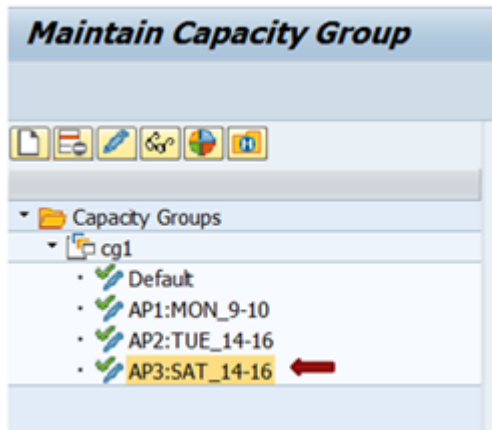 Maintain Capacity Group
Capacity Groups
cg1
Default
AP1:MON_9-10
AP2:TUE_14-16
AP3:SAT_14-16